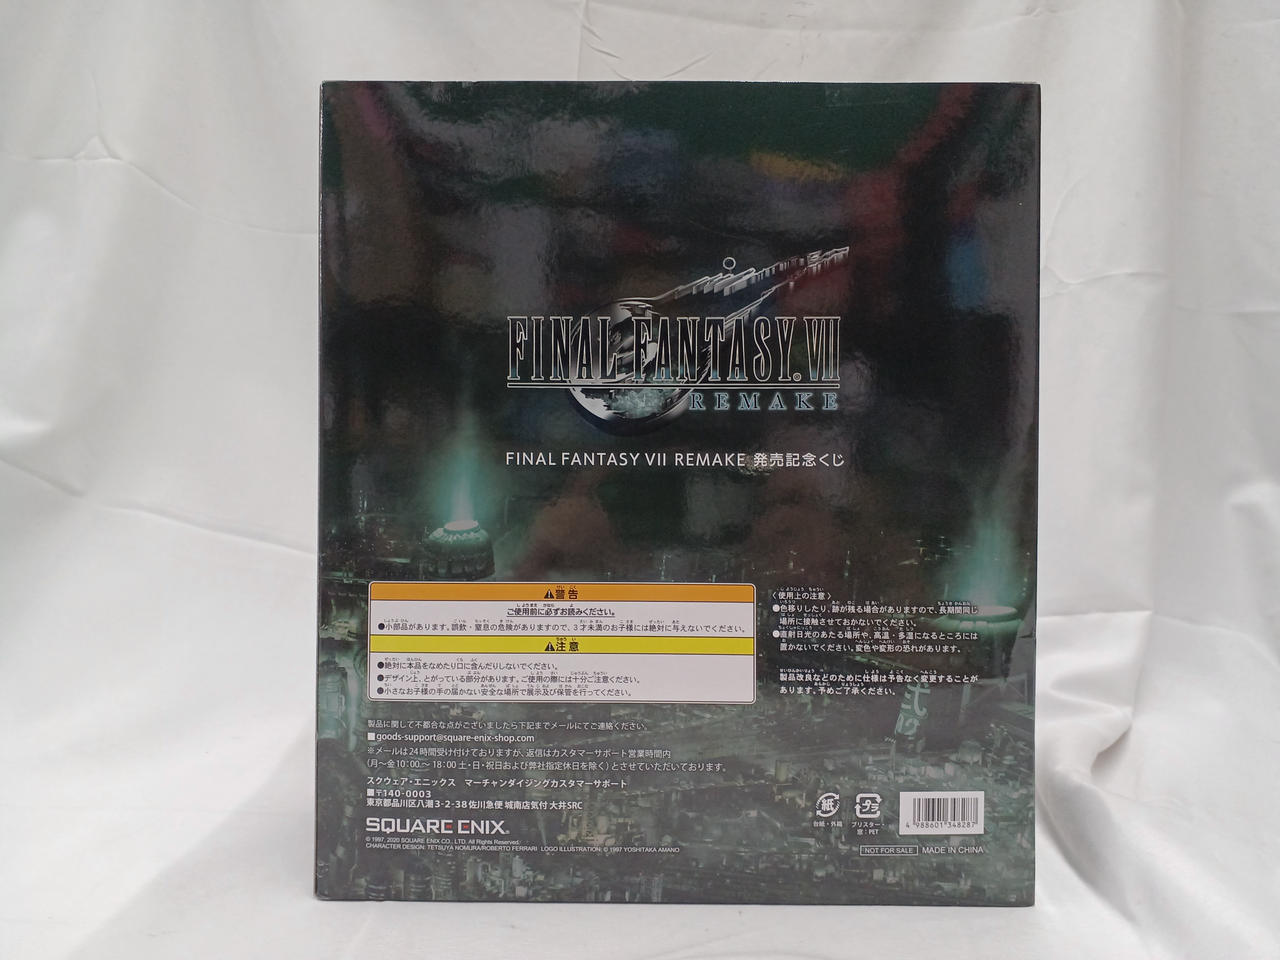 FINAL FANTASY VII
REMAKE
FINAL FANTASY VII REMAKE 発売記念くじ
⚠警告
ご使用前に必ずお読みください。
●小部品があります。誤飲・窒息の危険がありますので、3才未満のお子様には絶対に与えないでください。
⚠注意
●絶対に本品をなめたり口に含んだりしないでください。
●デザイン上、とがっている部分があります。ご使用の際には十分ご注意ください。
●小さなお子様の手の届かない安全な場所で展示及び保管を行ってください。
〈使用上の注意〉
●色移りしたり、跡が残る場合がありますので、長期間同じ
場所に接触させておかないでください。
●直射日光のあたる場所や、高温・多湿になるところには
置かないでください。変色や変形の恐れがあります。
製品改良などのために仕様は予告なく変更することが
あります。予めご了承ください。
製品に関して不都合な点がございましたら下記までメールにてご連絡ください。
■goods-support@square-enix-shop.com
※メールは24時間受け付けておりますが、返信はカスタマーサポート営業時間内
(月〜金10:00〜18:00 土・日・祝日および弊社指定休日を除く)とさせていただいております。
スクウェア・エニックス マーチャンダイジングカスタマーサポート
■〒140-0003
東京都品川区八潮3-2-38 佐川急便 城南店気付 大井SRC
SQUARE ENIX
© 1997, 2020 SQUARE ENIX CO., LTD. All Rights Reserved.
CHARACTER DESIGN: TETSUYA NOMURA/ROBERTO FERRARI LOGO ILLUSTRATION: © 1997 YOSHITAKA AMANO
紙
台紙・外箱
プラ
ブリスター・
窓:PET
4 988601 348287
NOT FOR SALE MADE IN CHINA